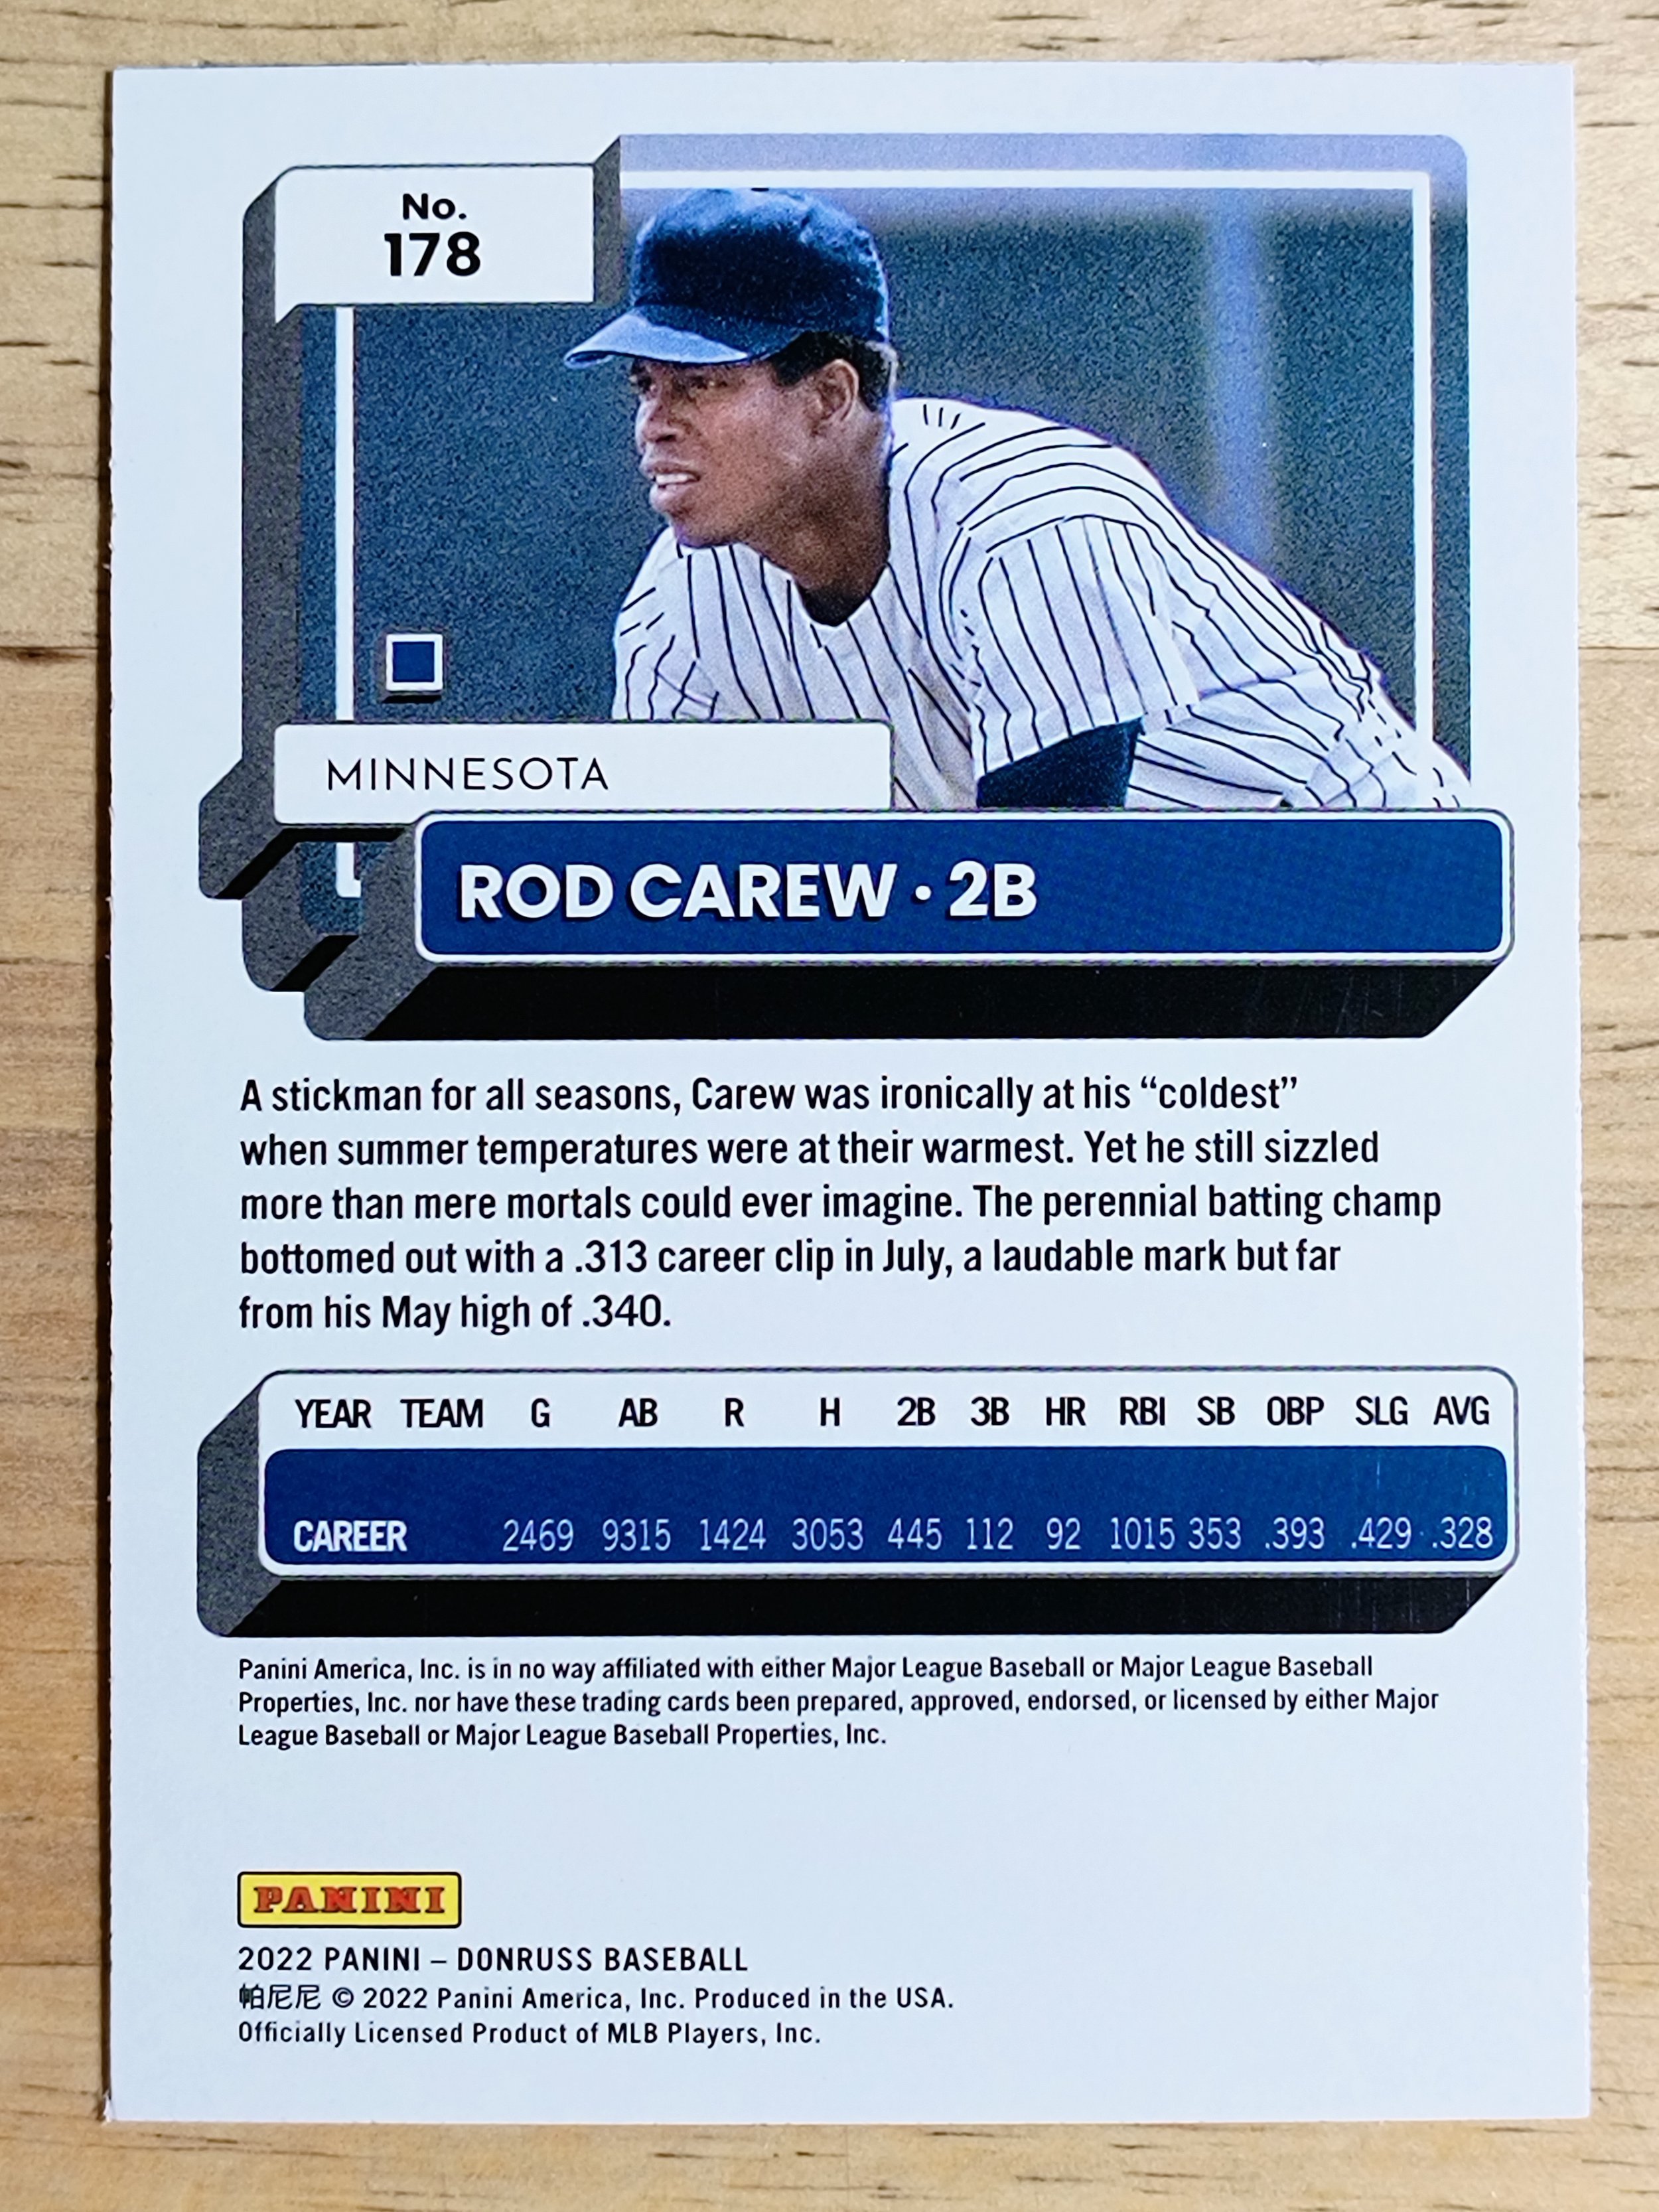 No.
178
MINNESOTA
ROD CAREW • 2B
A stickman for all seasons, Carew was ironically at his “coldest”
when summer temperatures were at their warmest. Yet he still sizzled
more than mere mortals could ever imagine. The perennial batting champ
bottomed out with a .313 career clip in July, a laudable mark but far
from his May high of .340.
YEAR TEAM G AB R H 2B 3B HR RBI SB OBP SLG AVG
CAREER 2469 9315 1424 3053 445 112 92 1015 353 .393 .429 .328
Panini America, Inc. is in no way affiliated with either Major League Baseball or Major League Baseball
Properties, Inc. nor have these trading cards been prepared, approved, endorsed, or licensed by either Major
League Baseball or Major League Baseball Properties, Inc.
PANINI
2022 PANINI – DONRUSS BASEBALL
帕尼尼 © 2022 Panini America, Inc. Produced in the USA.
Officially Licensed Product of MLB Players, Inc.